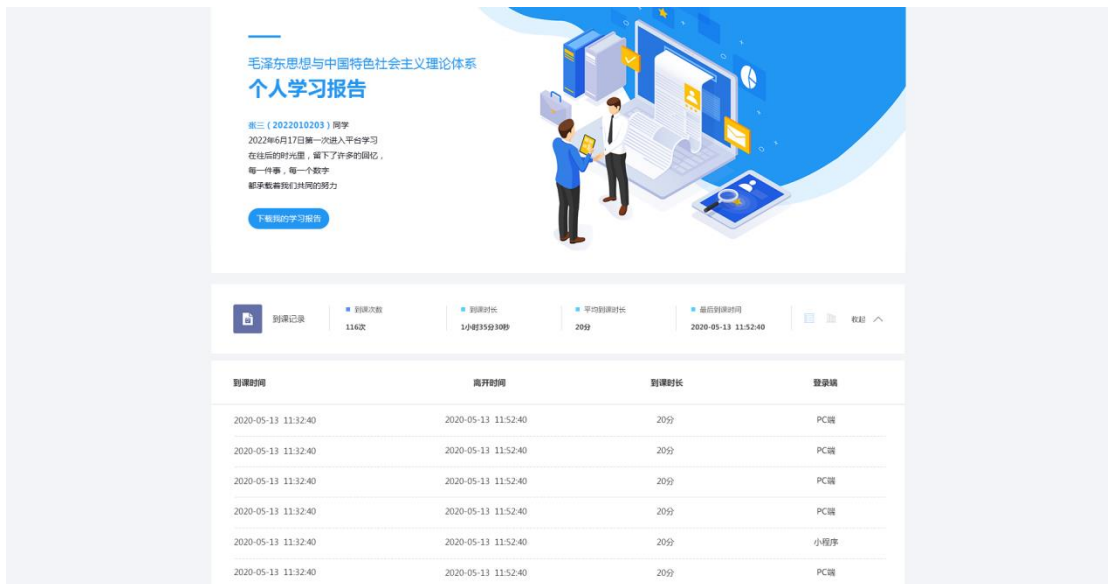 毛泽东思想与中国特色社会主义理论体系
个人学习报告
张三 ( 2022010203 ) 同学
2022年6月17日第一次进入平台学习
在往后的时光里，留下了许多的回忆，
每一件事，每一个数字
都承载着我们共同的努力
下载我的学习报告
到课记录
到课次数
116次
到课时长
1小时35分30秒
平均到课时长
20分
最后到课时间
2020-05-13 11:52:40
收起
到课时间 离开时间 到课时长 登录端
2020-05-13 11:32:40 2020-05-13 11:52:40 20分 PC端
2020-05-13 11:32:40 2020-05-13 11:52:40 20分 PC端
2020-05-13 11:32:40 2020-05-13 11:52:40 20分 PC端
2020-05-13 11:32:40 2020-05-13 11:52:40 20分 PC端
2020-05-13 11:32:40 2020-05-13 11:52:40 20分 小程序
2020-05-13 11:32:40 2020-05-13 11:52:40 20分 PC端